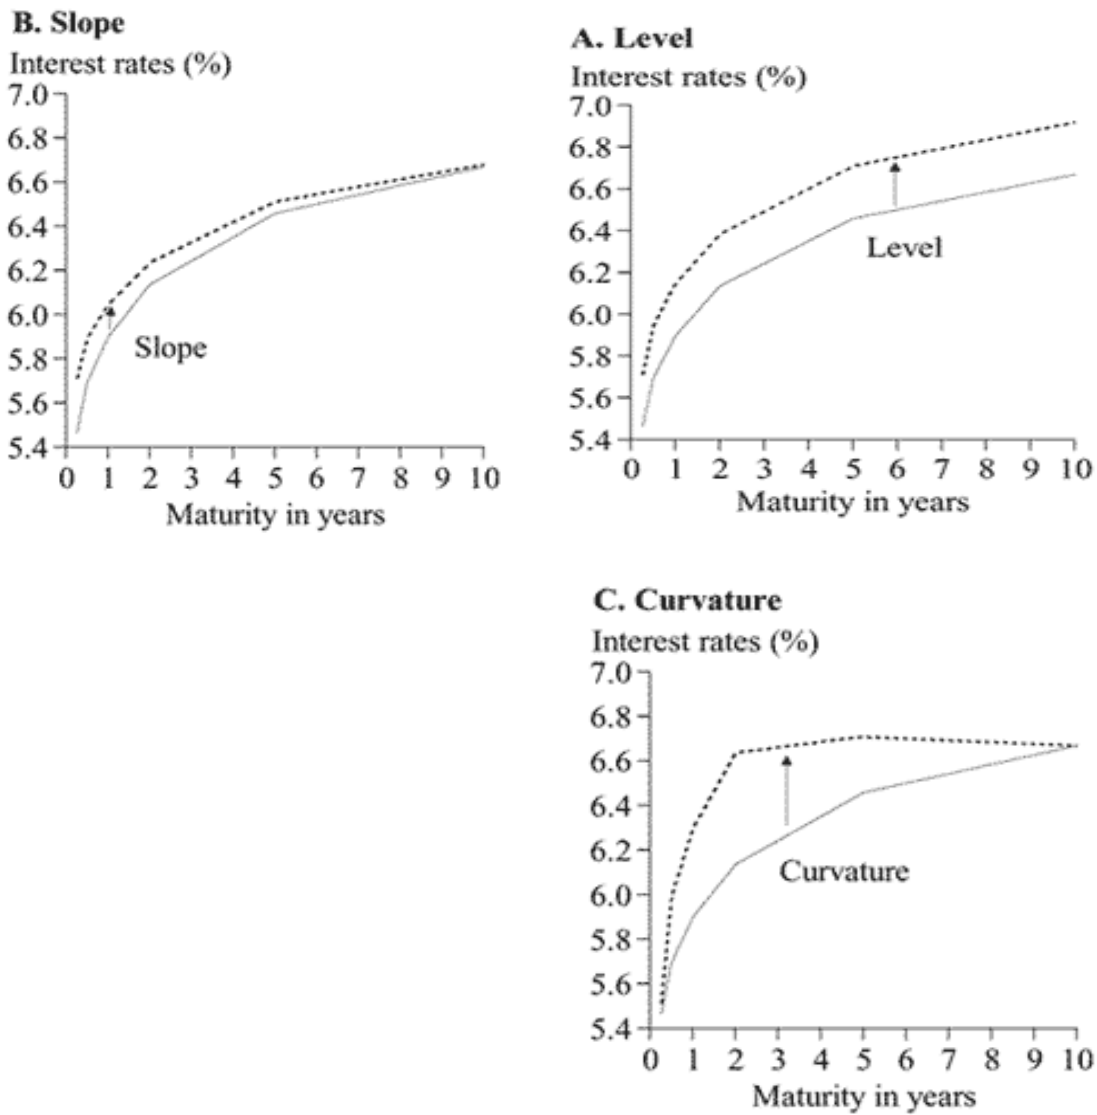 B. Slope
Interest rates (%)
7.0
6.8
6.6
6.4
6.2
6.0
5.8
5.6
5.4
Slope
0 1 2 3 4 5 6 7 8 9 10
Maturity in years
A. Level
Interest rates (%)
7.0
6.8
6.6
6.4
6.2
6.0
5.8
5.6
5.4
Level
0 1 2 3 4 5 6 7 8 9 10
Maturity in years
C. Curvature
Interest rates (%)
7.0
6.8
6.6
6.4
6.2
6.0
5.8
5.6
5.4
Curvature
0 1 2 3 4 5 6 7 8 9 10
Maturity in years